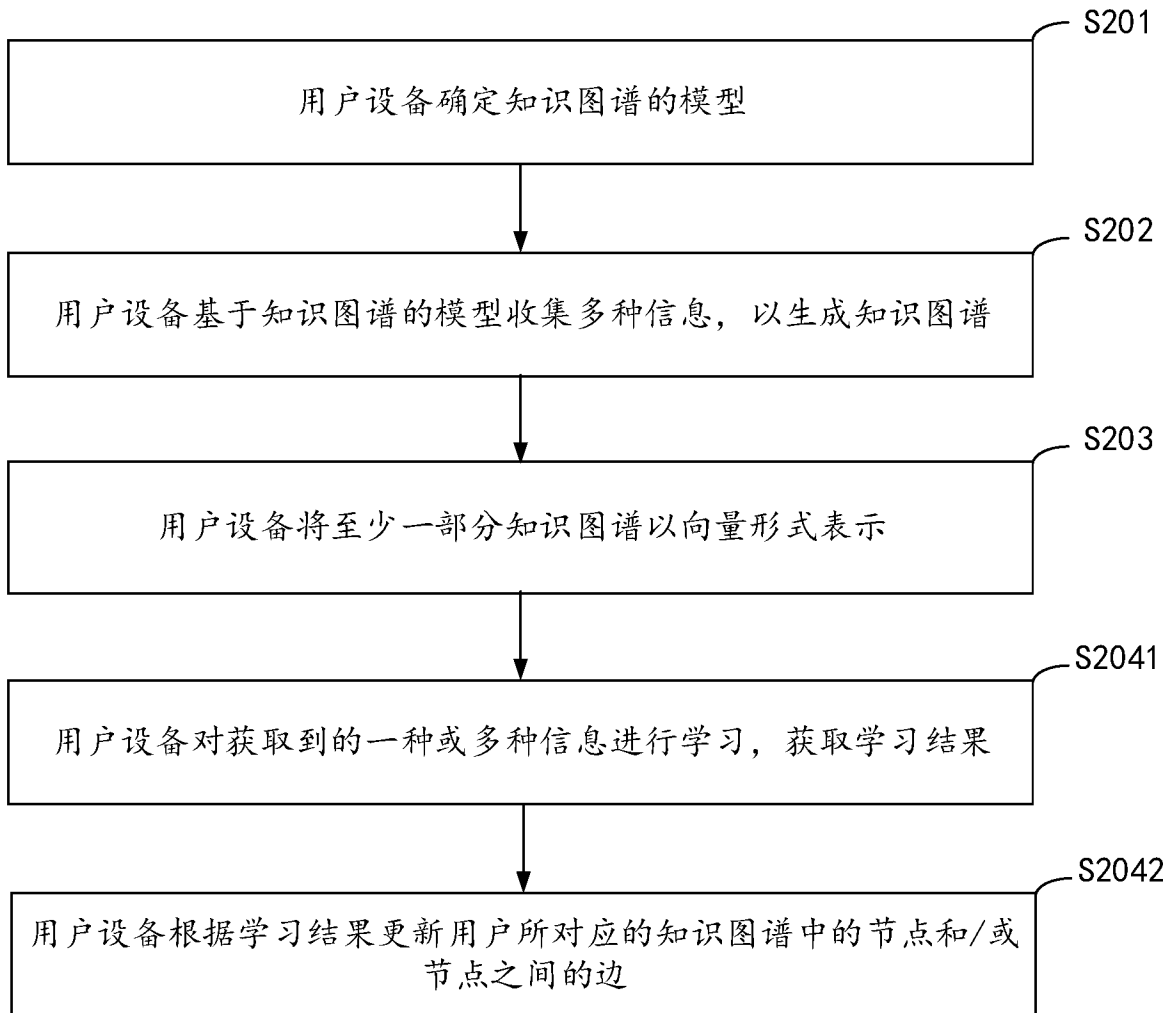 S201
用户设备确定知识图谱的模型
S202
用户设备基于知识图谱的模型收集多种信息，以生成知识图谱
S203
用户设备将至少一部分知识图谱以向量形式表示
S2041
用户设备对获取到的一种或多种信息进行学习，获取学习结果
S2042
用户设备根据学习结果更新用户所对应的知识图谱中的节点和/或
节点之间的边